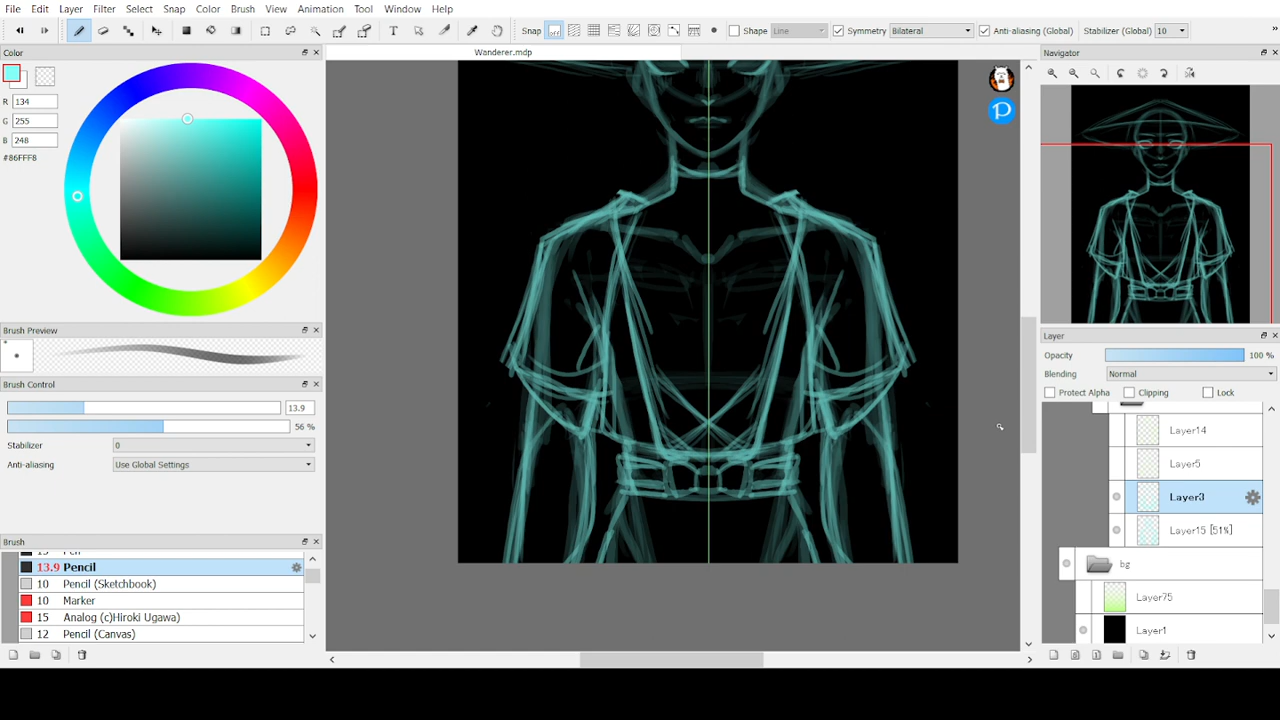 File Edit Layer Filter Select Snap Color Brush View Animation Tool Window Help
Snap Shape Line Symmetry Bilateral Anti-aliasing (Global) Stabilizer (Global) 10
Color
Wanderer.mdp
Navigator
R 134
G 255
B 248
#86FFF8
Brush Preview
Brush Control
13.9
56 %
Stabilizer 0
Anti-aliasing Use Global Settings
Brush
13.9 Pencil
10 Pencil (Sketchbook)
10 Marker
15 Analog (c)Hiroki Ugawa)
12 Pencil (Canvas)
Layer
Opacity 100 %
Blending Normal
Protect Alpha Clipping Lock
Layer14
Layer5
Layer3
Layer15 [51%]
bg
Layer75
Layer1